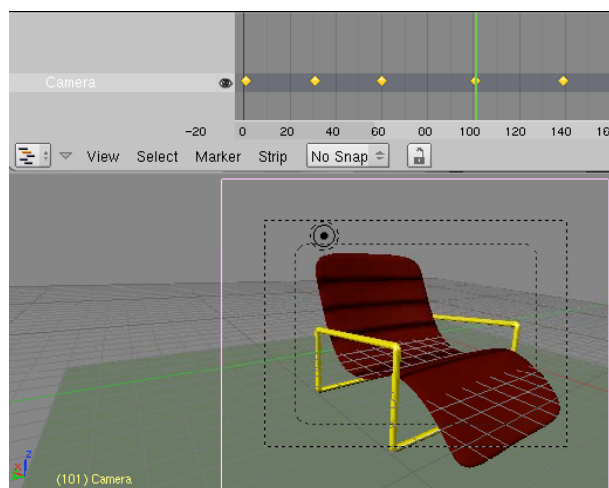 Camera
-20 0 20 40 60 00 100 120 140 16
View Select Marker Strip No Snap
z
x
(101) Camera